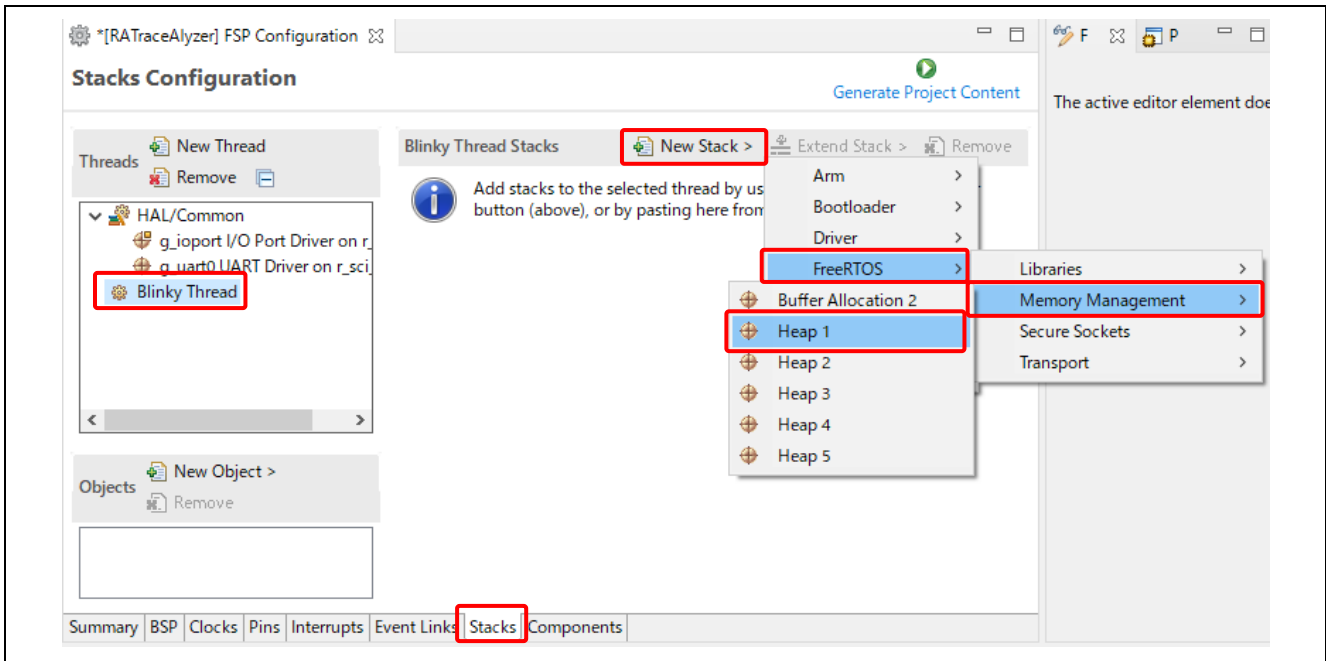 *[RATraceAlyzer] FSP Configuration
F
P
Stacks Configuration
Generate Project Content
The active editor element doe
Threads
New Thread
Remove
Blinky Thread Stacks
New Stack >
Extend Stack >
Remove
HAL/Common
g_ioport I/O Port Driver on r_
g_uart0 UART Driver on r_sci_
Blinky Thread
Add stacks to the selected thread by us
button (above), or by pasting here from
Arm >
Bootloader >
Driver >
FreeRTOS >
Libraries >
Memory Management >
Secure Sockets >
Transport >
Buffer Allocation 2
Heap 1
Heap 2
Heap 3
Heap 4
Heap 5
Objects
New Object >
Remove
Summary BSP Clocks Pins Interrupts Event Links Stacks Components